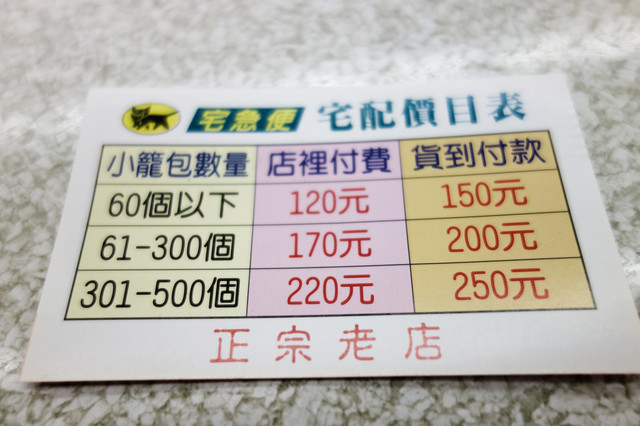 宅急便 宅配價目表
小籠包數量 店裡付費 貨到付款
60個以下 120元 150元
61-300個 170元 200元
301-500個 220元 250元
正宗老店